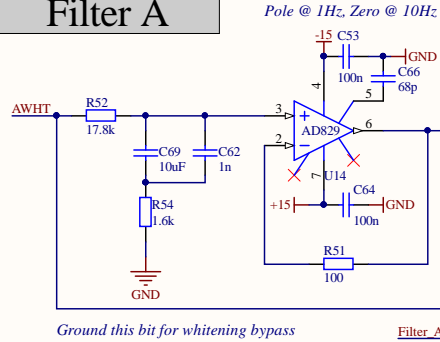 Filter A
Pole @ 1Hz, Zero @ 10Hz
-15
C53
GND
100n
C66
68p
4
5
AWHT
R52
17.8k
3
AD829
6
2
C69
10uF
C62
1n
7
U14
C64
+15
GND
100n
R54
1.6k
R51
100
GND
Ground this bit for whitening bypass
Filter_A